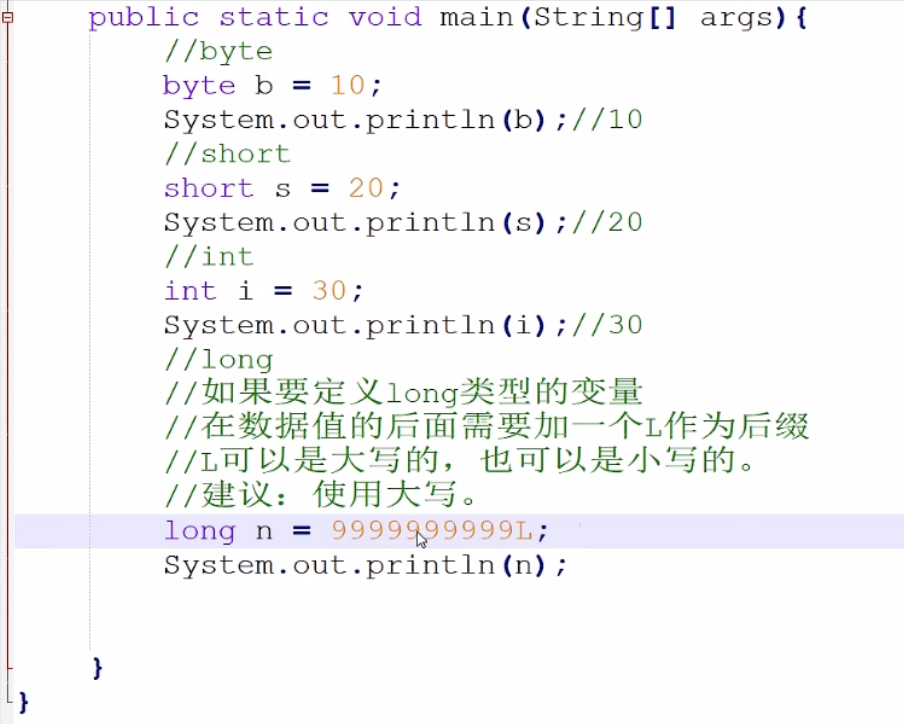 public static void main(String[] args){
//byte
byte b = 10;
System.out.println(b);//10
//short
short s = 20;
System.out.println(s);//20
//int
int i = 30;
System.out.println(i);//30
//long
//如果要定义long类型的变量
//在数据值的后面需要加一个L作为后缀
//L可以是大写的，也可以是小写的。
//建议：使用大写。
long n = 9999999999L;
System.out.println(n);
}
}